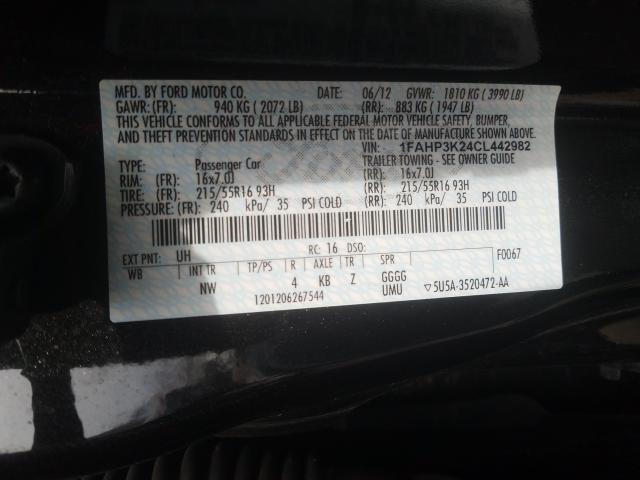 MFD. BY FORD MOTOR CO. 06/12 GVWR: 1810 KG ( 3990 LB)
GAWR: (FR): 940 KG ( 2072 LB) (RR): 883 KG ( 1947 LB)
THIS VEHICLE CONFORMS TO ALL APPLICABLE FEDERAL MOTOR VEHICLE SAFETY, BUMPER,
AND THEFT PREVENTION STANDARDS IN EFFECT ON THE DATE OF MANUFACTURE SHOWN ABOVE.
VIN: 1FAHP3K24CL442982
TYPE: Passenger Car TRAILER TOWING - SEE OWNER GUIDE
RIM: (FR) 16x7.0J (RR): 16x7.0J
TIRE: (FR) 215/55R16 93H (RR): 215/55R16 93H
PRESSURE: (FR) 240 kPa/ 35 PSI COLD (RR): 240 kPa/ 35 PSI COLD
EXT PNT: UH RC: 16 DSO: F0067
WB INT TR TP/PS R AXLE TR SPR
NW 4 KB Z GGGG
1201206267544 UMU ▽5U5A-3520472-AA